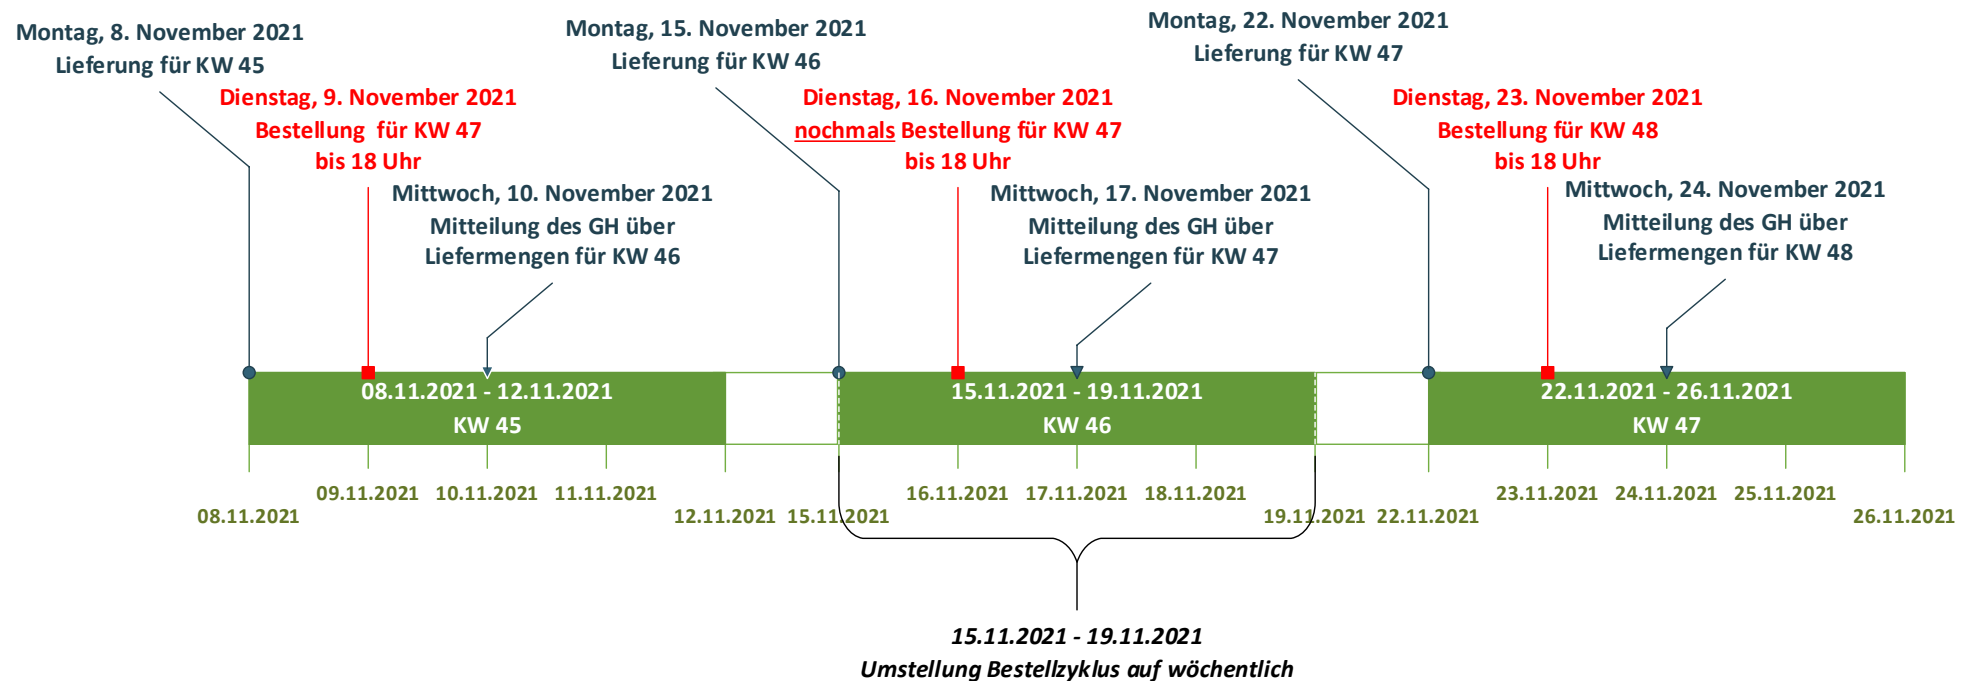 Montag, 8. November 2021
Lieferung für KW 45
Dienstag, 9. November 2021
Bestellung für KW 47
bis 18 Uhr
Mittwoch, 10. November 2021
Mitteilung des GH über
Liefermengen für KW 46
Montag, 15. November 2021
Lieferung für KW 46
Dienstag, 16. November 2021
nochmals Bestellung für KW 47
bis 18 Uhr
Mittwoch, 17. November 2021
Mitteilung des GH über
Liefermengen für KW 47
Montag, 22. November 2021
Lieferung für KW 47
Dienstag, 23. November 2021
Bestellung für KW 48
bis 18 Uhr
Mittwoch, 24. November 2021
Mitteilung des GH über
Liefermengen für KW 48
08.11.2021 - 12.11.2021
KW 45
15.11.2021 - 19.11.2021
KW 46
22.11.2021 - 26.11.2021
KW 47
08.11.2021
09.11.2021
10.11.2021
11.11.2021
12.11.2021
15.11.2021
16.11.2021
17.11.2021
18.11.2021
19.11.2021
22.11.2021
23.11.2021
24.11.2021
25.11.2021
26.11.2021
15.11.2021 - 19.11.2021
Umstellung Bestellzyklus auf wöchentlich